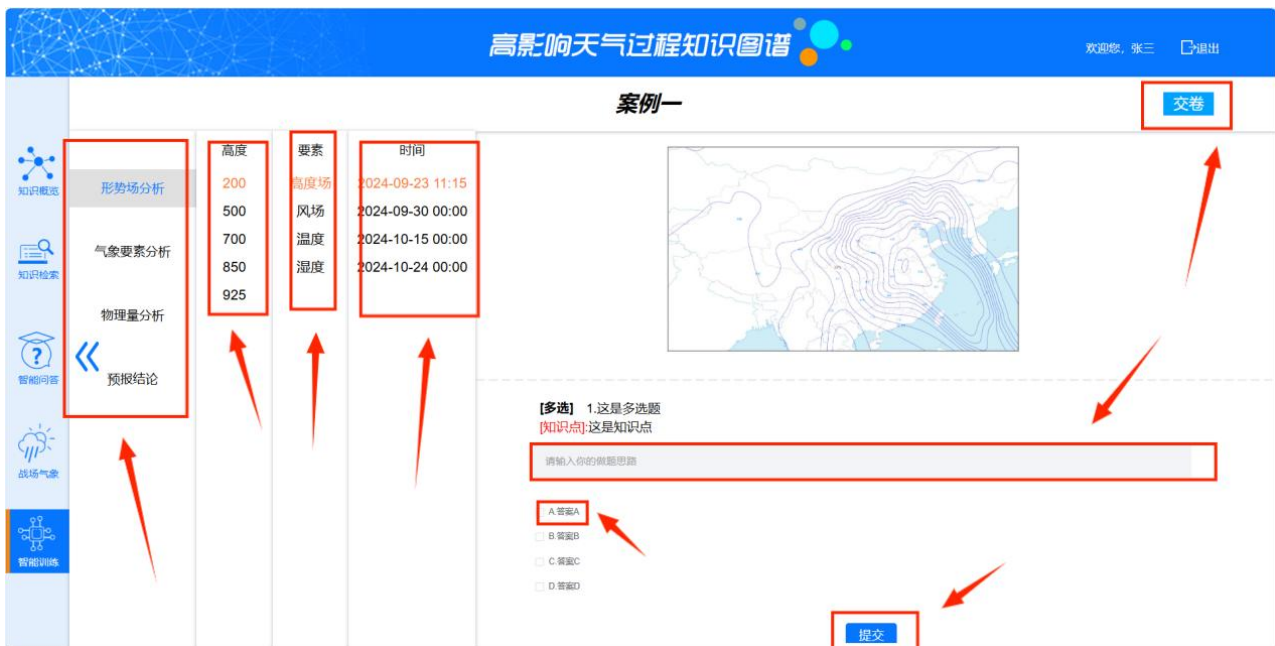 高影响天气过程知识图谱
欢迎您，张三 退出
案例一
交卷
知识概览
知识检索
智能问答
战场气象
智能训练
形势场分析
气象要素分析
物理量分析
预报结论
高度
200
500
700
850
925
要素
高度场
风场
温度
湿度
时间
2024-09-23 11:15
2024-09-30 00:00
2024-10-15 00:00
2024-10-24 00:00
[多选] 1.这是多选题
[知识点]:这是知识点
请输入你的做题思路
A.答案A
B.答案B
C.答案C
D.答案D
提交